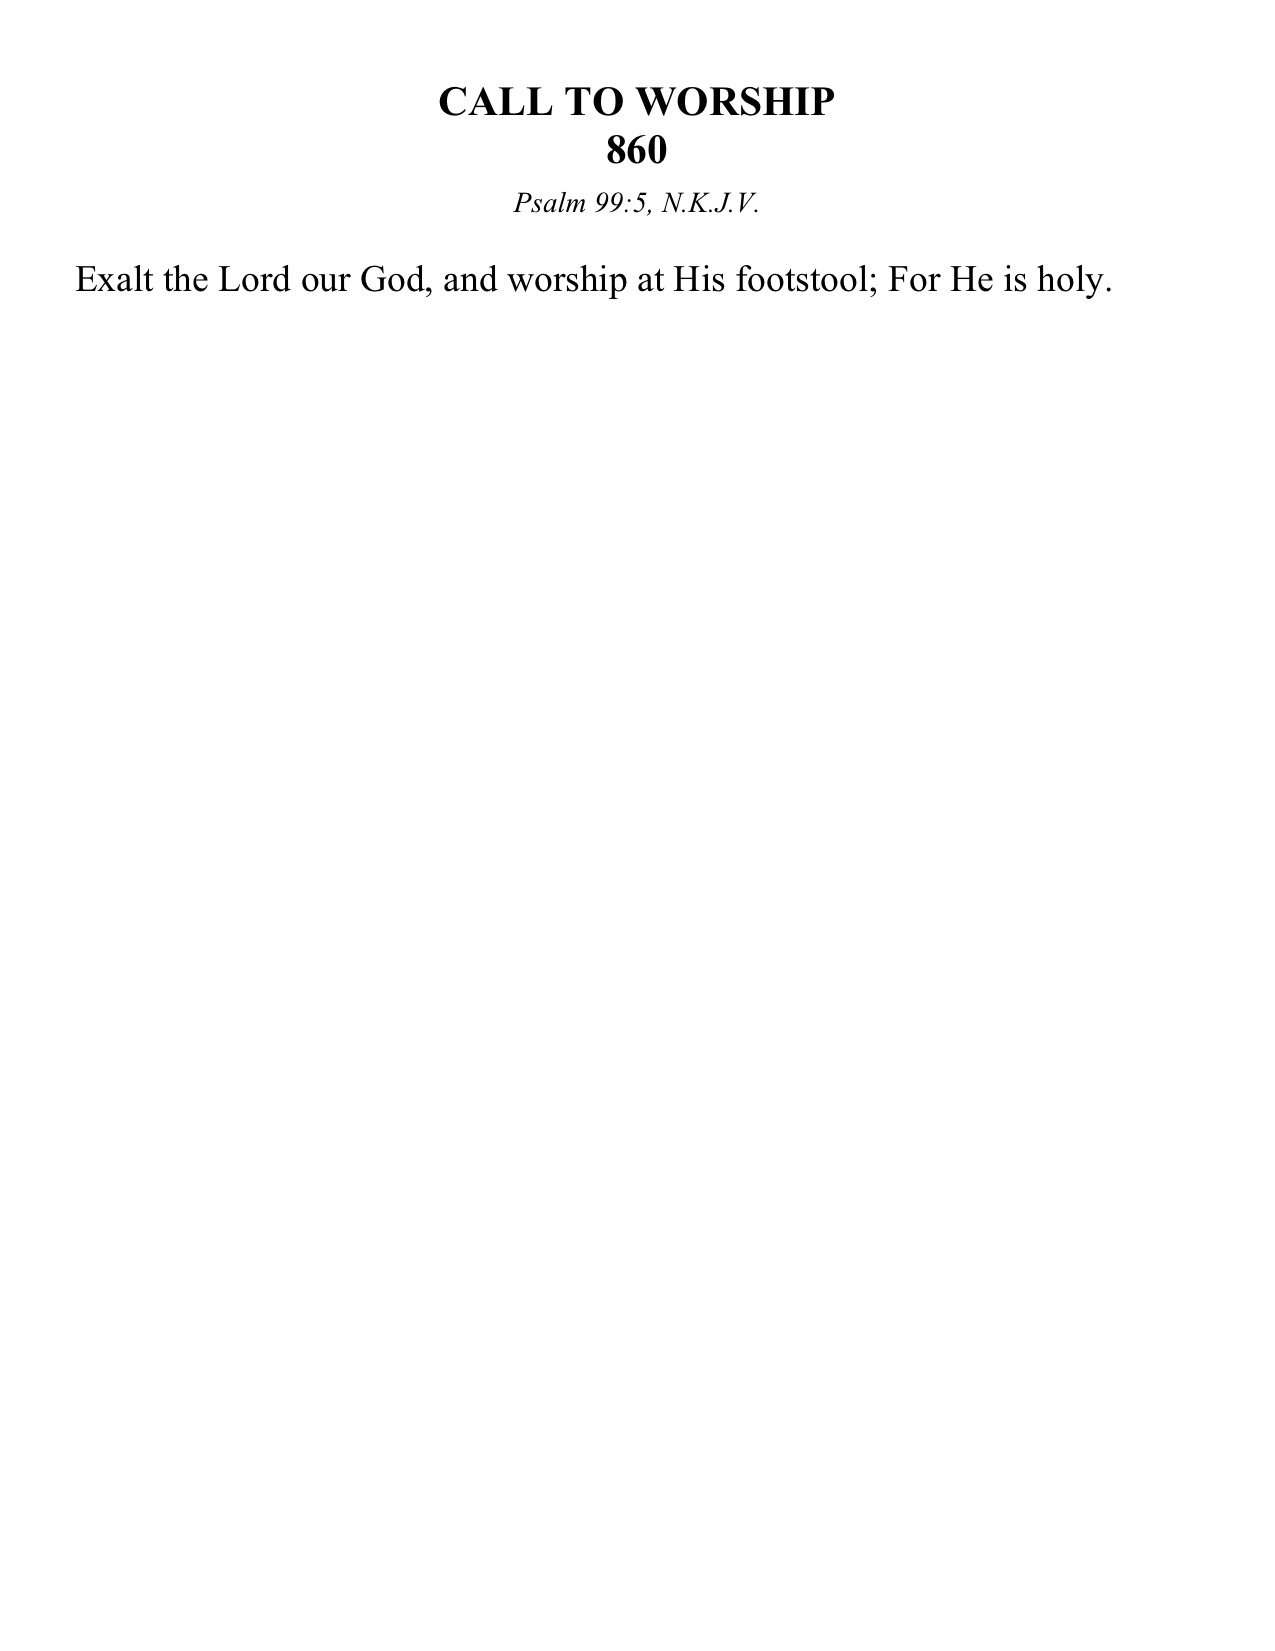 CALL TO WORSHIP
860
Psalm 99:5, N.K.J.V.
Exalt the Lord our God, and worship at His footstool; For He is holy.